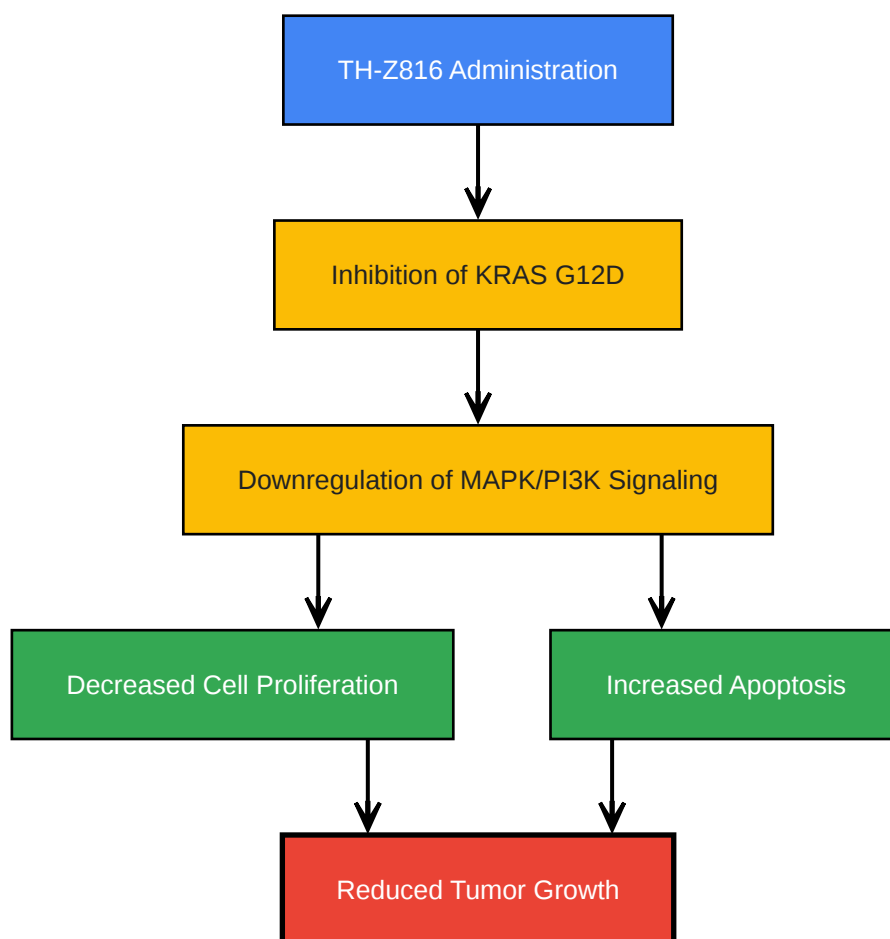 TH-Z816 Administration
Inhibition of KRAS G12D
Downregulation of MAPK/PI3K Signaling
Decreased Cell Proliferation
Increased Apoptosis
Reduced Tumor Growth